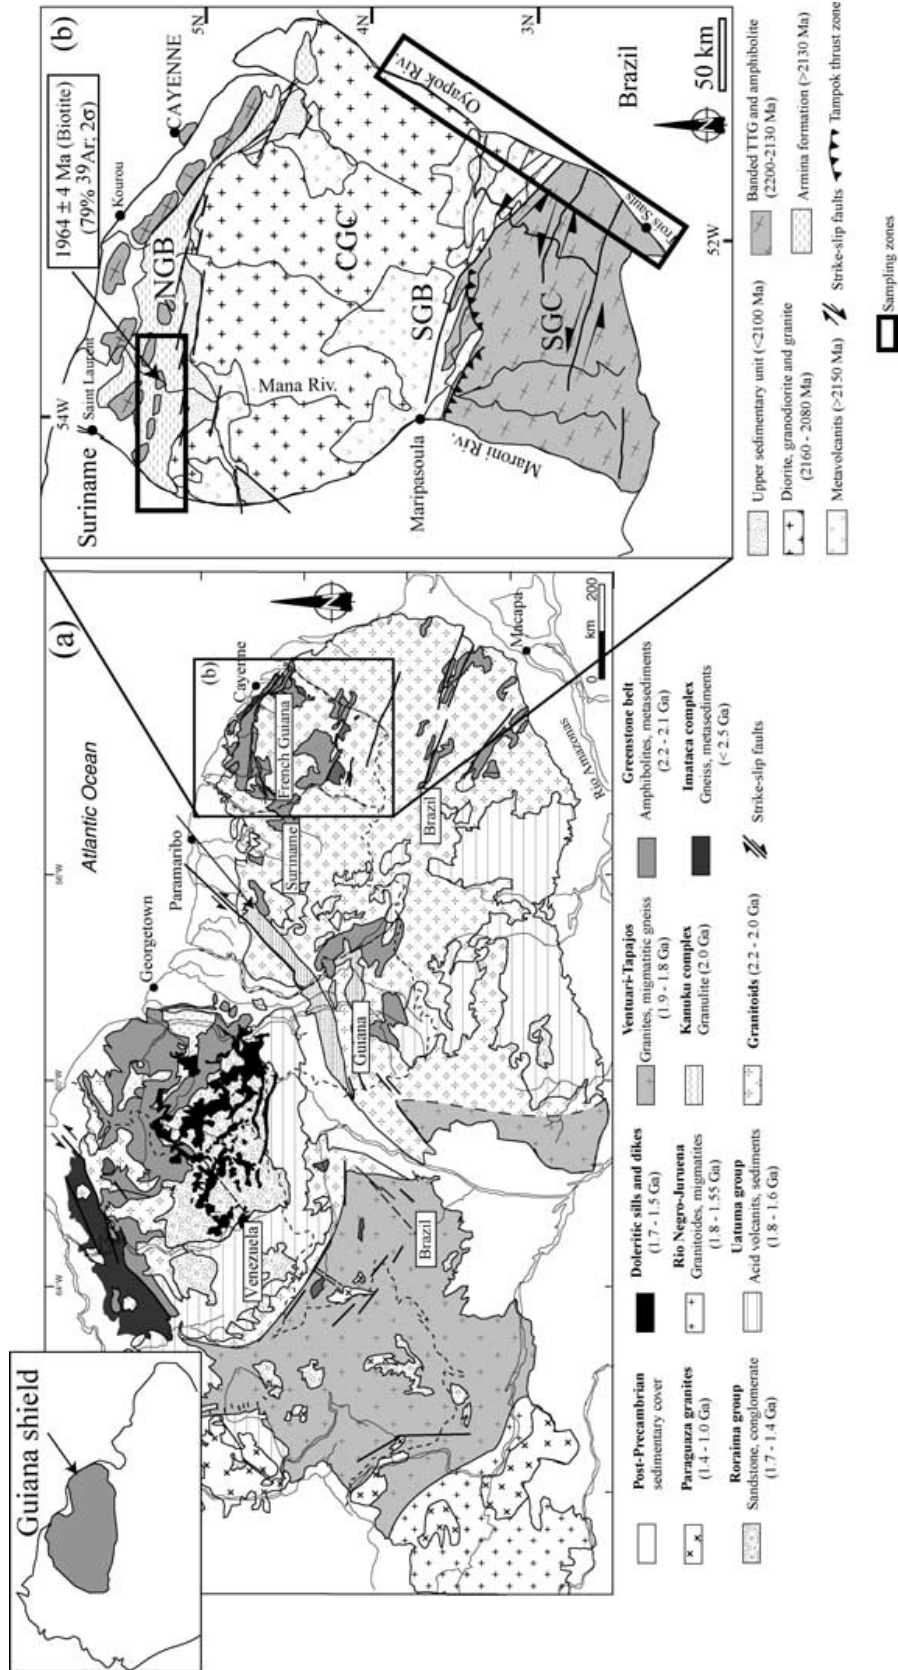 Guiana shield
(a)
Atlantic Ocean
64°W
56°W
Georgetown
Paramaribo
Cayenne
(b)
French Guiana
Suriname
Guiana
Venezuela
Brazil
Brazil
Macapa
Rio Amazonas
0 km 200
N
Post-Precambrian
sedimentary cover
Paraguaza granites
(1.4 - 1.0 Ga)
Roraima group
Sandstone, conglomerate
(1.7 - 1.4 Ga)
Doleritic sills and dikes
(1.7 - 1.5 Ga)
Rio Negro-Juruena
Granitoides, migmatites
(1.8 - 1.55 Ga)
Uatuma group
Acid volcanits, sediments
(1.8 - 1.6 Ga)
Ventuari-Tapajos
Granites, migmatitic gneiss
(1.9 - 1.8 Ga)
Kanuku complex
Granulite (2.0 Ga)
Granitoids (2.2 - 2.0 Ga)
Greenstone belt
Amphibolites, metasediments
(2.2 - 2.1 Ga)
Imataca complex
Gneiss, metasediments
(< 2.5 Ga)
Strike-slip faults
(b)
1964 ± 4 Ma (Biotite)
(79% 39Ar; 2σ)
54W
52W
5N
4N
3N
Suriname
Saint Laurent
Kourou
CAYENNE
NGB
CGC
Mana Riv.
SGB
SGC
Maripasoula
Maroni Riv.
Oyapok Riv.
Trois Sauts
Brazil
N
50 km
Upper sedimentary unit (<2100 Ma)
Diorite, granodiorite and granite
(2160 - 2080 Ma)
Metavolcanits (>2150 Ma)
Banded TTG and amphibolite
(2200-2130 Ma)
Armina formation (>2130 Ma)
Strike-slip faults
Tampok thrust zone
Sampling zones